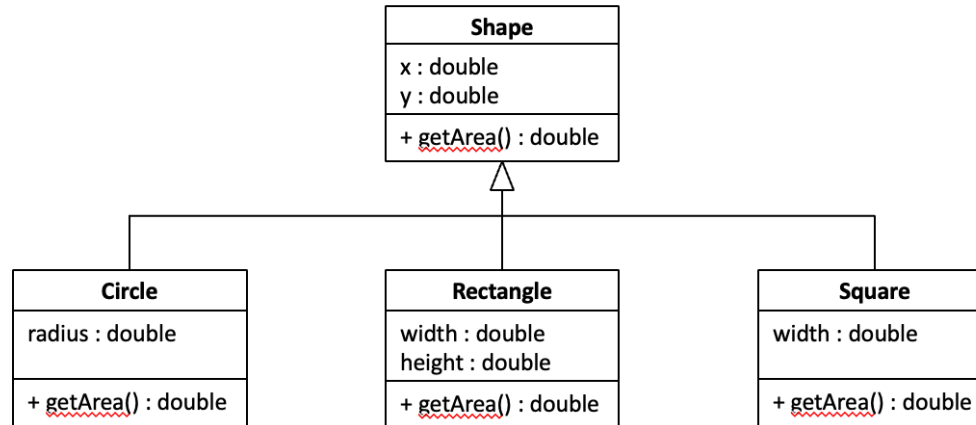 Shape
x : double
y : double
+ getArea() : double
Circle
radius : double
+ getArea() : double
Rectangle
width : double
height : double
+ getArea() : double
Square
width : double
+ getArea() : double